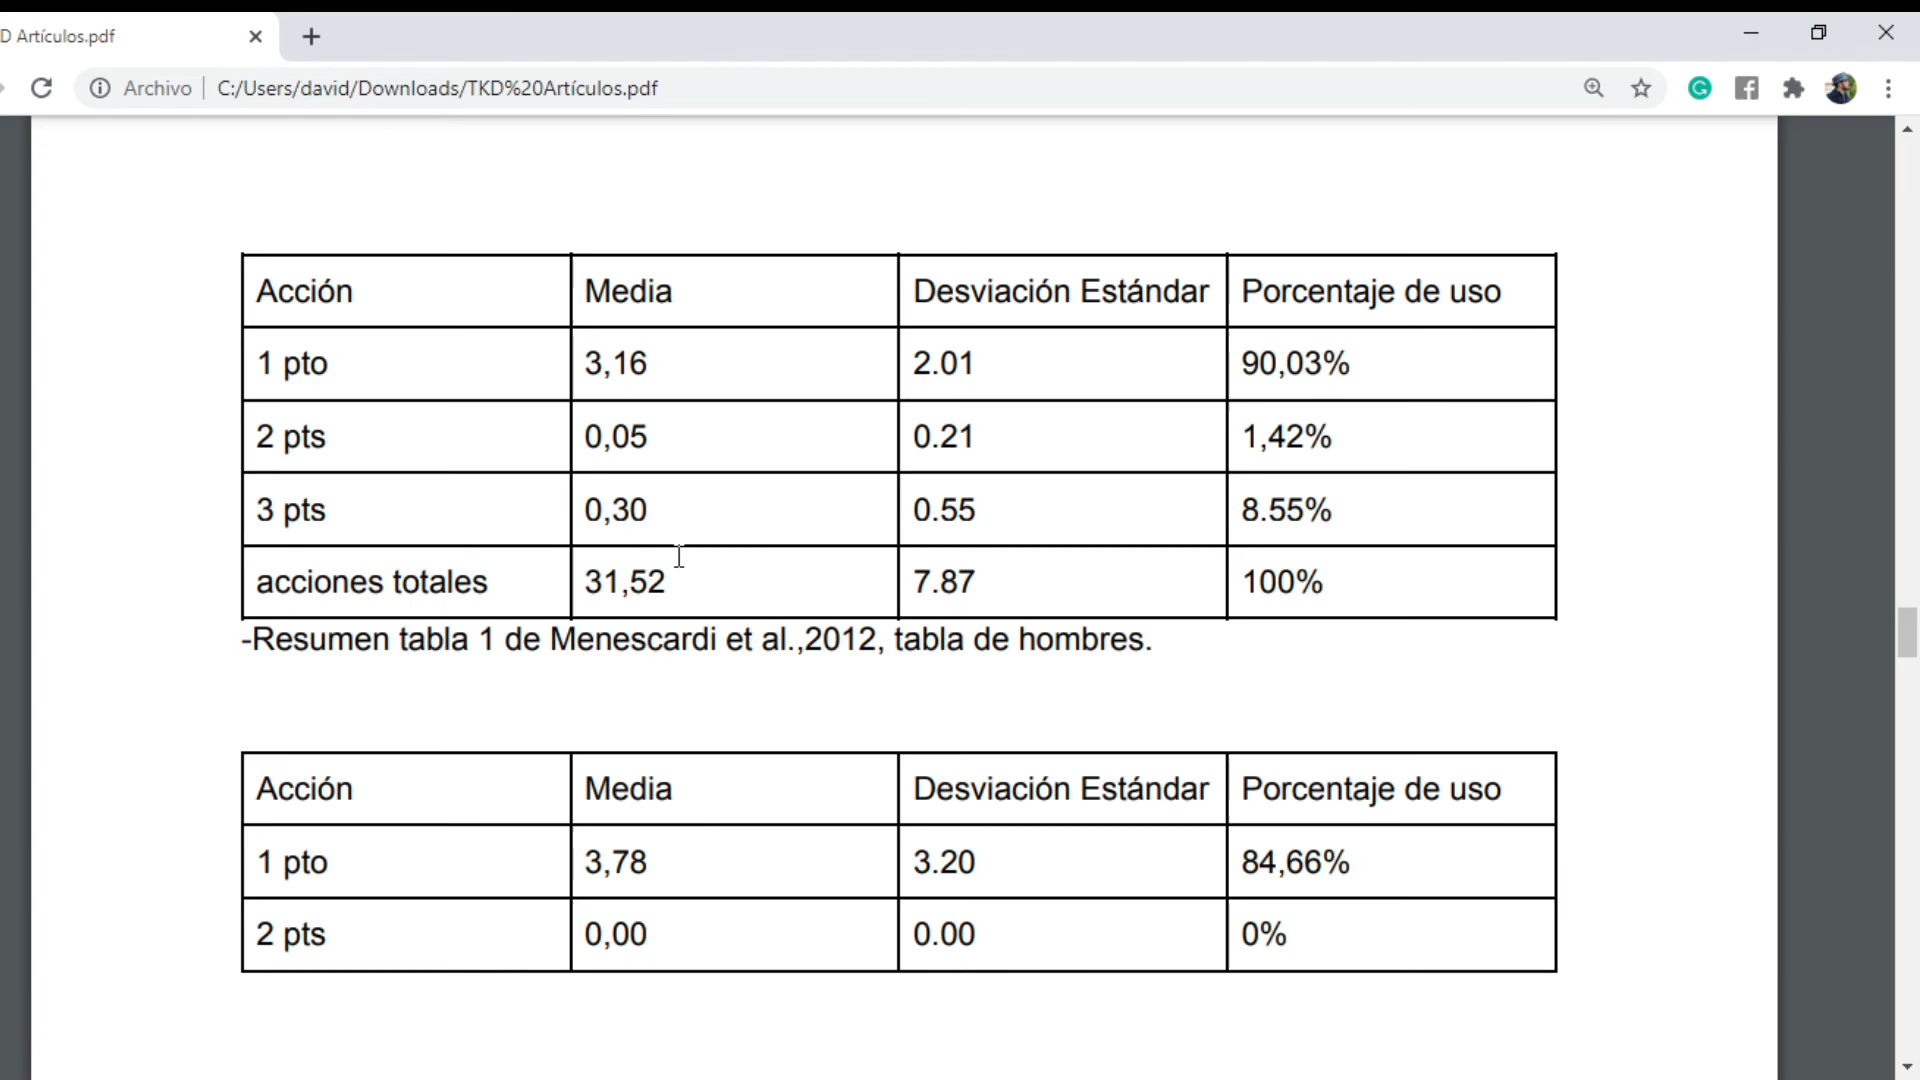 D Artículos.pdf
Archivo C:/Users/david/Downloads/TKD%20Artículos.pdf
Acción Media Desviación Estándar Porcentaje de uso
1 pto 3,16 2.01 90,03%
2 pts 0,05 0.21 1,42%
3 pts 0,30 0.55 8.55%
acciones totales 31,52 7.87 100%
-Resumen tabla 1 de Menescardi et al.,2012, tabla de hombres.
Acción Media Desviación Estándar Porcentaje de uso
1 pto 3,78 3.20 84,66%
2 pts 0,00 0.00 0%